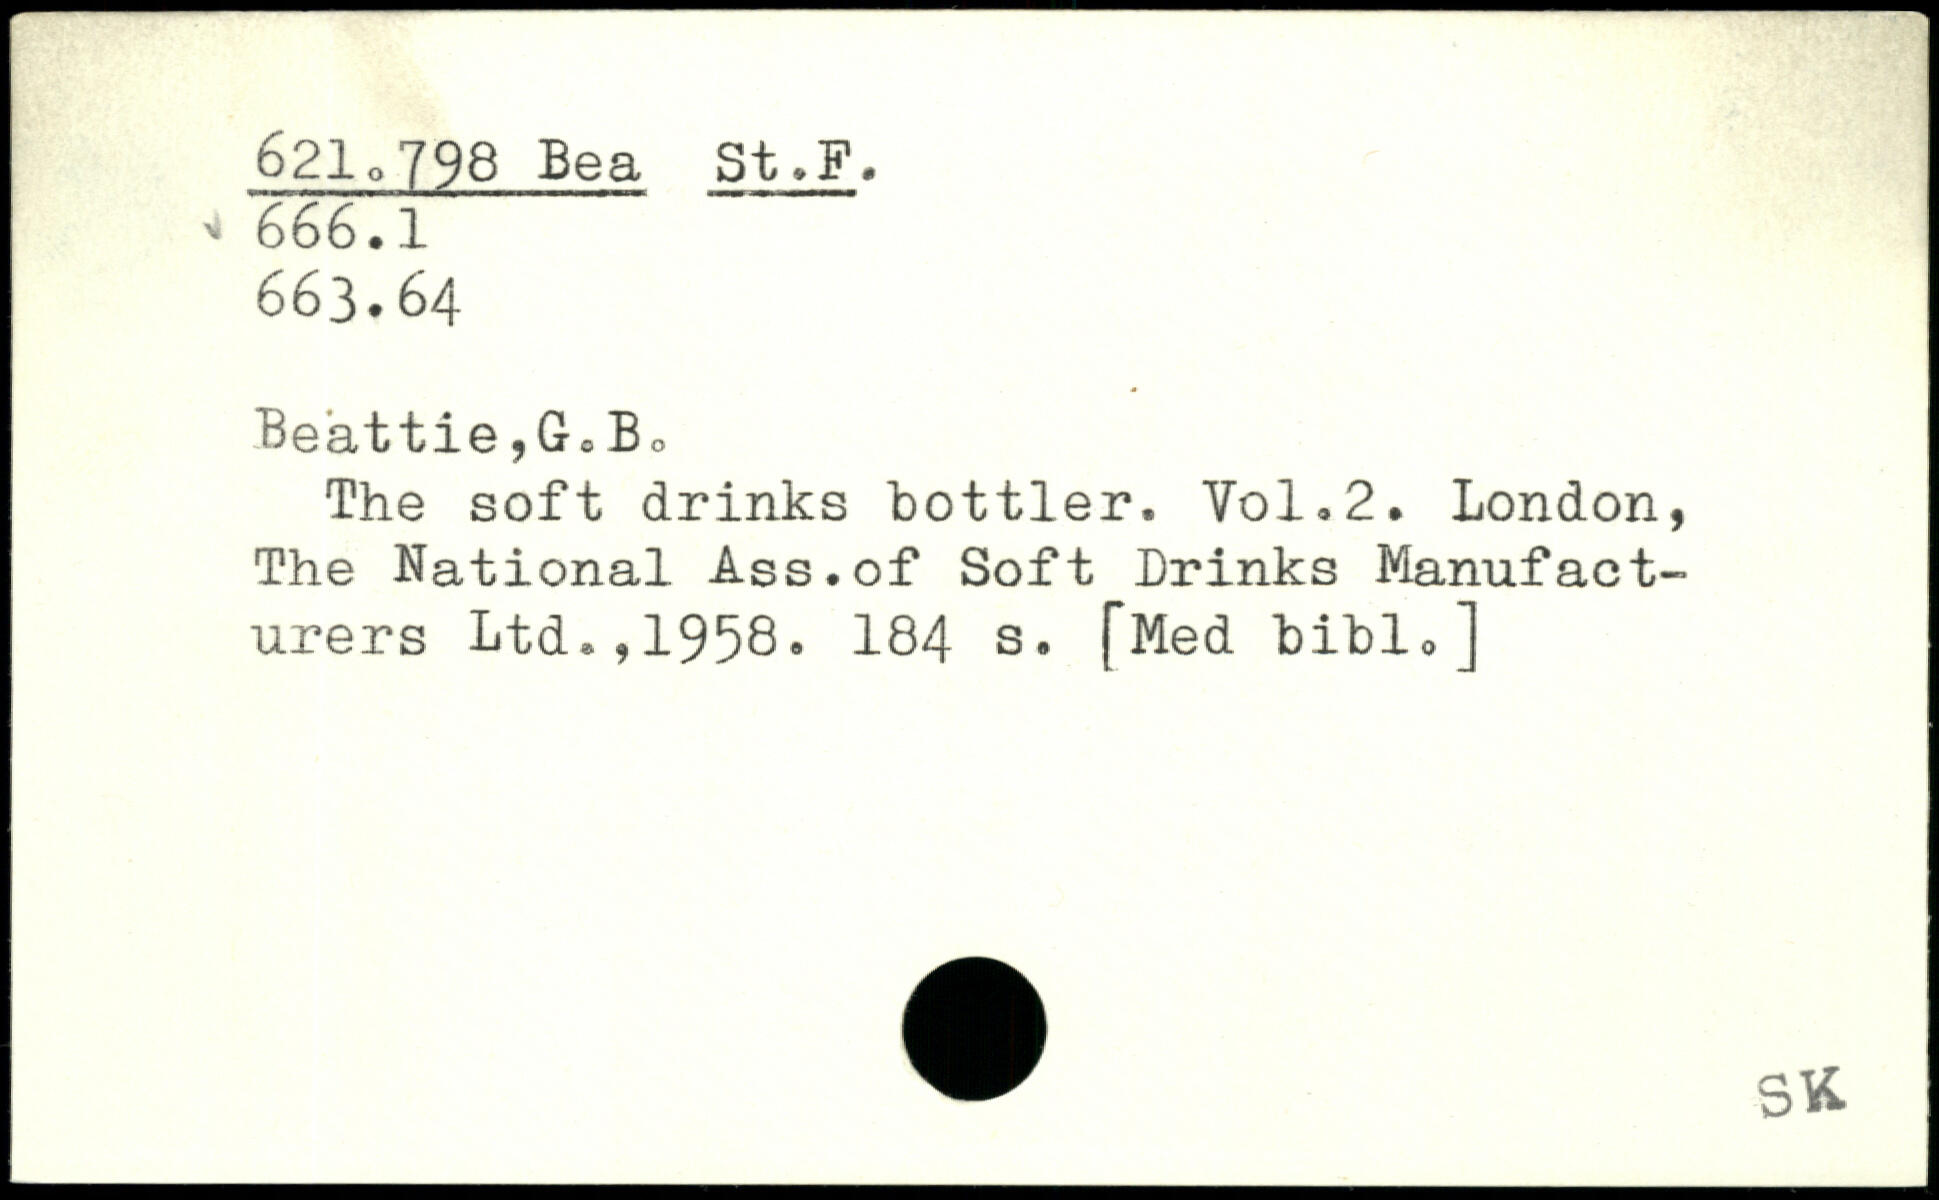 621.798 Bea St.F.
666.1
663.64
Beattie,G.B.
The soft drinks bottler. Vol.2. London,
The National Ass.of Soft Drinks Manufact-
urers Ltd.,1958. 184 s. [Med bibl.]
SK